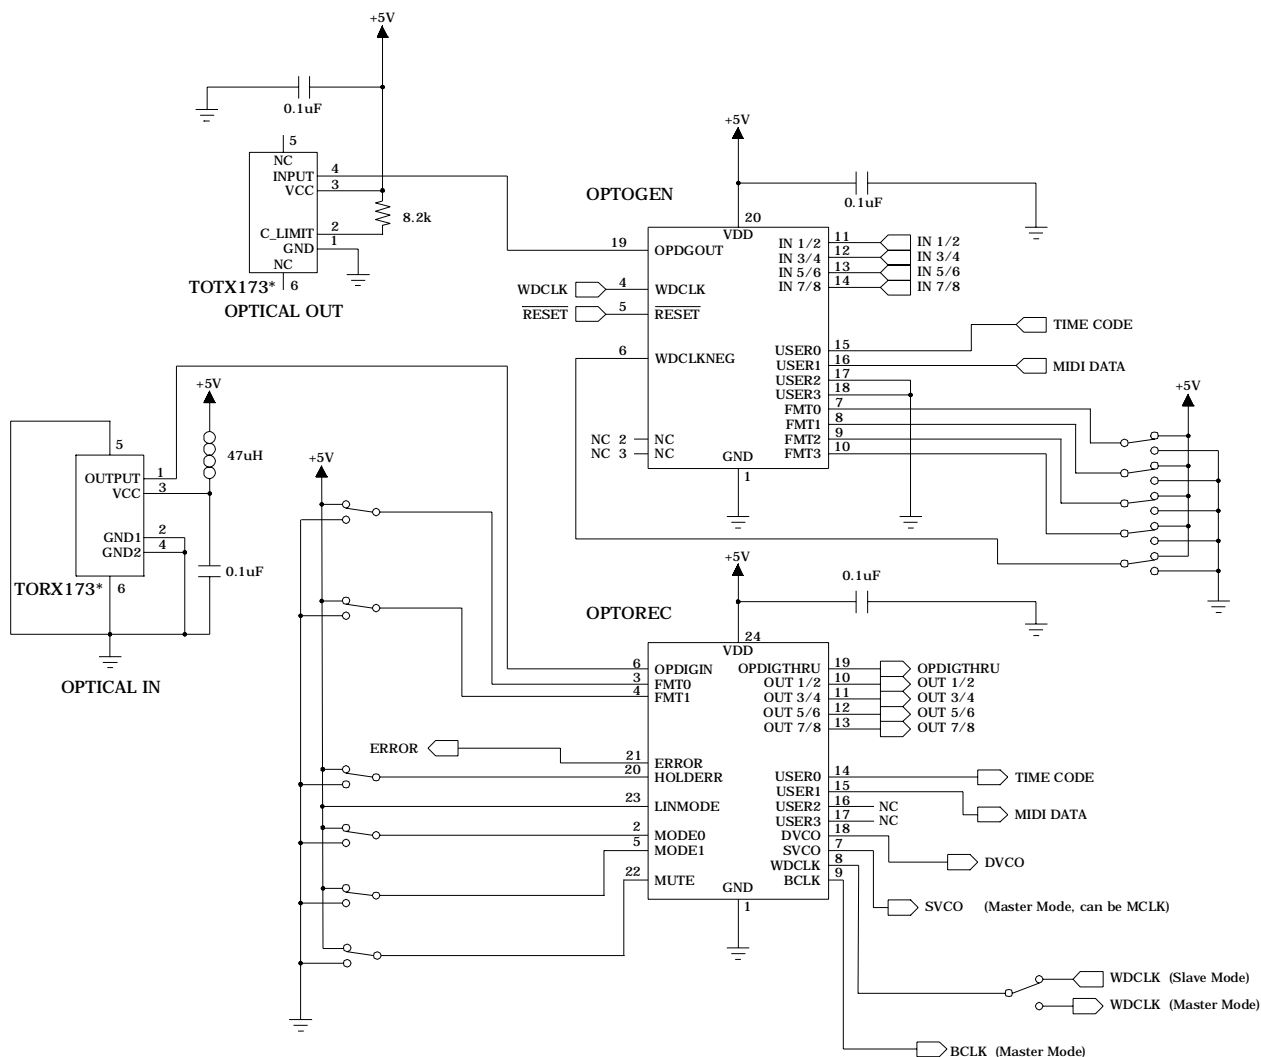 +5V
0.1uF
5
NC
INPUT 4
VCC 3
8.2k
C_LIMIT 2
GND 1
NC
6
TOTX173*
OPTICAL OUT
+5V
0.1uF
OPTOGEN
20
VDD
19 OPDGOUT
WDCLK 4 WDCLK
RESET 5 RESET
6 WDCLKNEG
NC 2 NC
NC 3 NC
GND
1
IN 1/2 11 IN 1/2
IN 3/4 12 IN 3/4
IN 5/6 13 IN 5/6
IN 7/8 14 IN 7/8
USER0 15 TIME CODE
USER1 16 MIDI DATA
USER2 17
USER3 18
FMT0 7
FMT1 8
FMT2 9
FMT3 10
+5V
+5V
47uH
5
OUTPUT 1
VCC 3
GND1 2
GND2 4
0.1uF
TORX173* 6
OPTICAL IN
+5V
+5V
0.1uF
OPTOREC
24
VDD
6 OPDIGIN
3 FMT0
4 FMT1
ERROR 21 ERROR
20 HOLDERR
23 LINMODE
2 MODE0
5 MODE1
22 MUTE
GND
1
OPDIGTHRU 19 OPDIGTHRU
OUT 1/2 10 OUT 1/2
OUT 3/4 11 OUT 3/4
OUT 5/6 12 OUT 5/6
OUT 7/8 13 OUT 7/8
USER0 14 TIME CODE
USER1 15 MIDI DATA
USER2 16 NC
USER3 17 NC
DVCO 18 DVCO
SVCO 7 SVCO (Master Mode, can be MCLK)
WDCLK 8
BCLK 9
WDCLK (Slave Mode)
WDCLK (Master Mode)
BCLK (Master Mode)